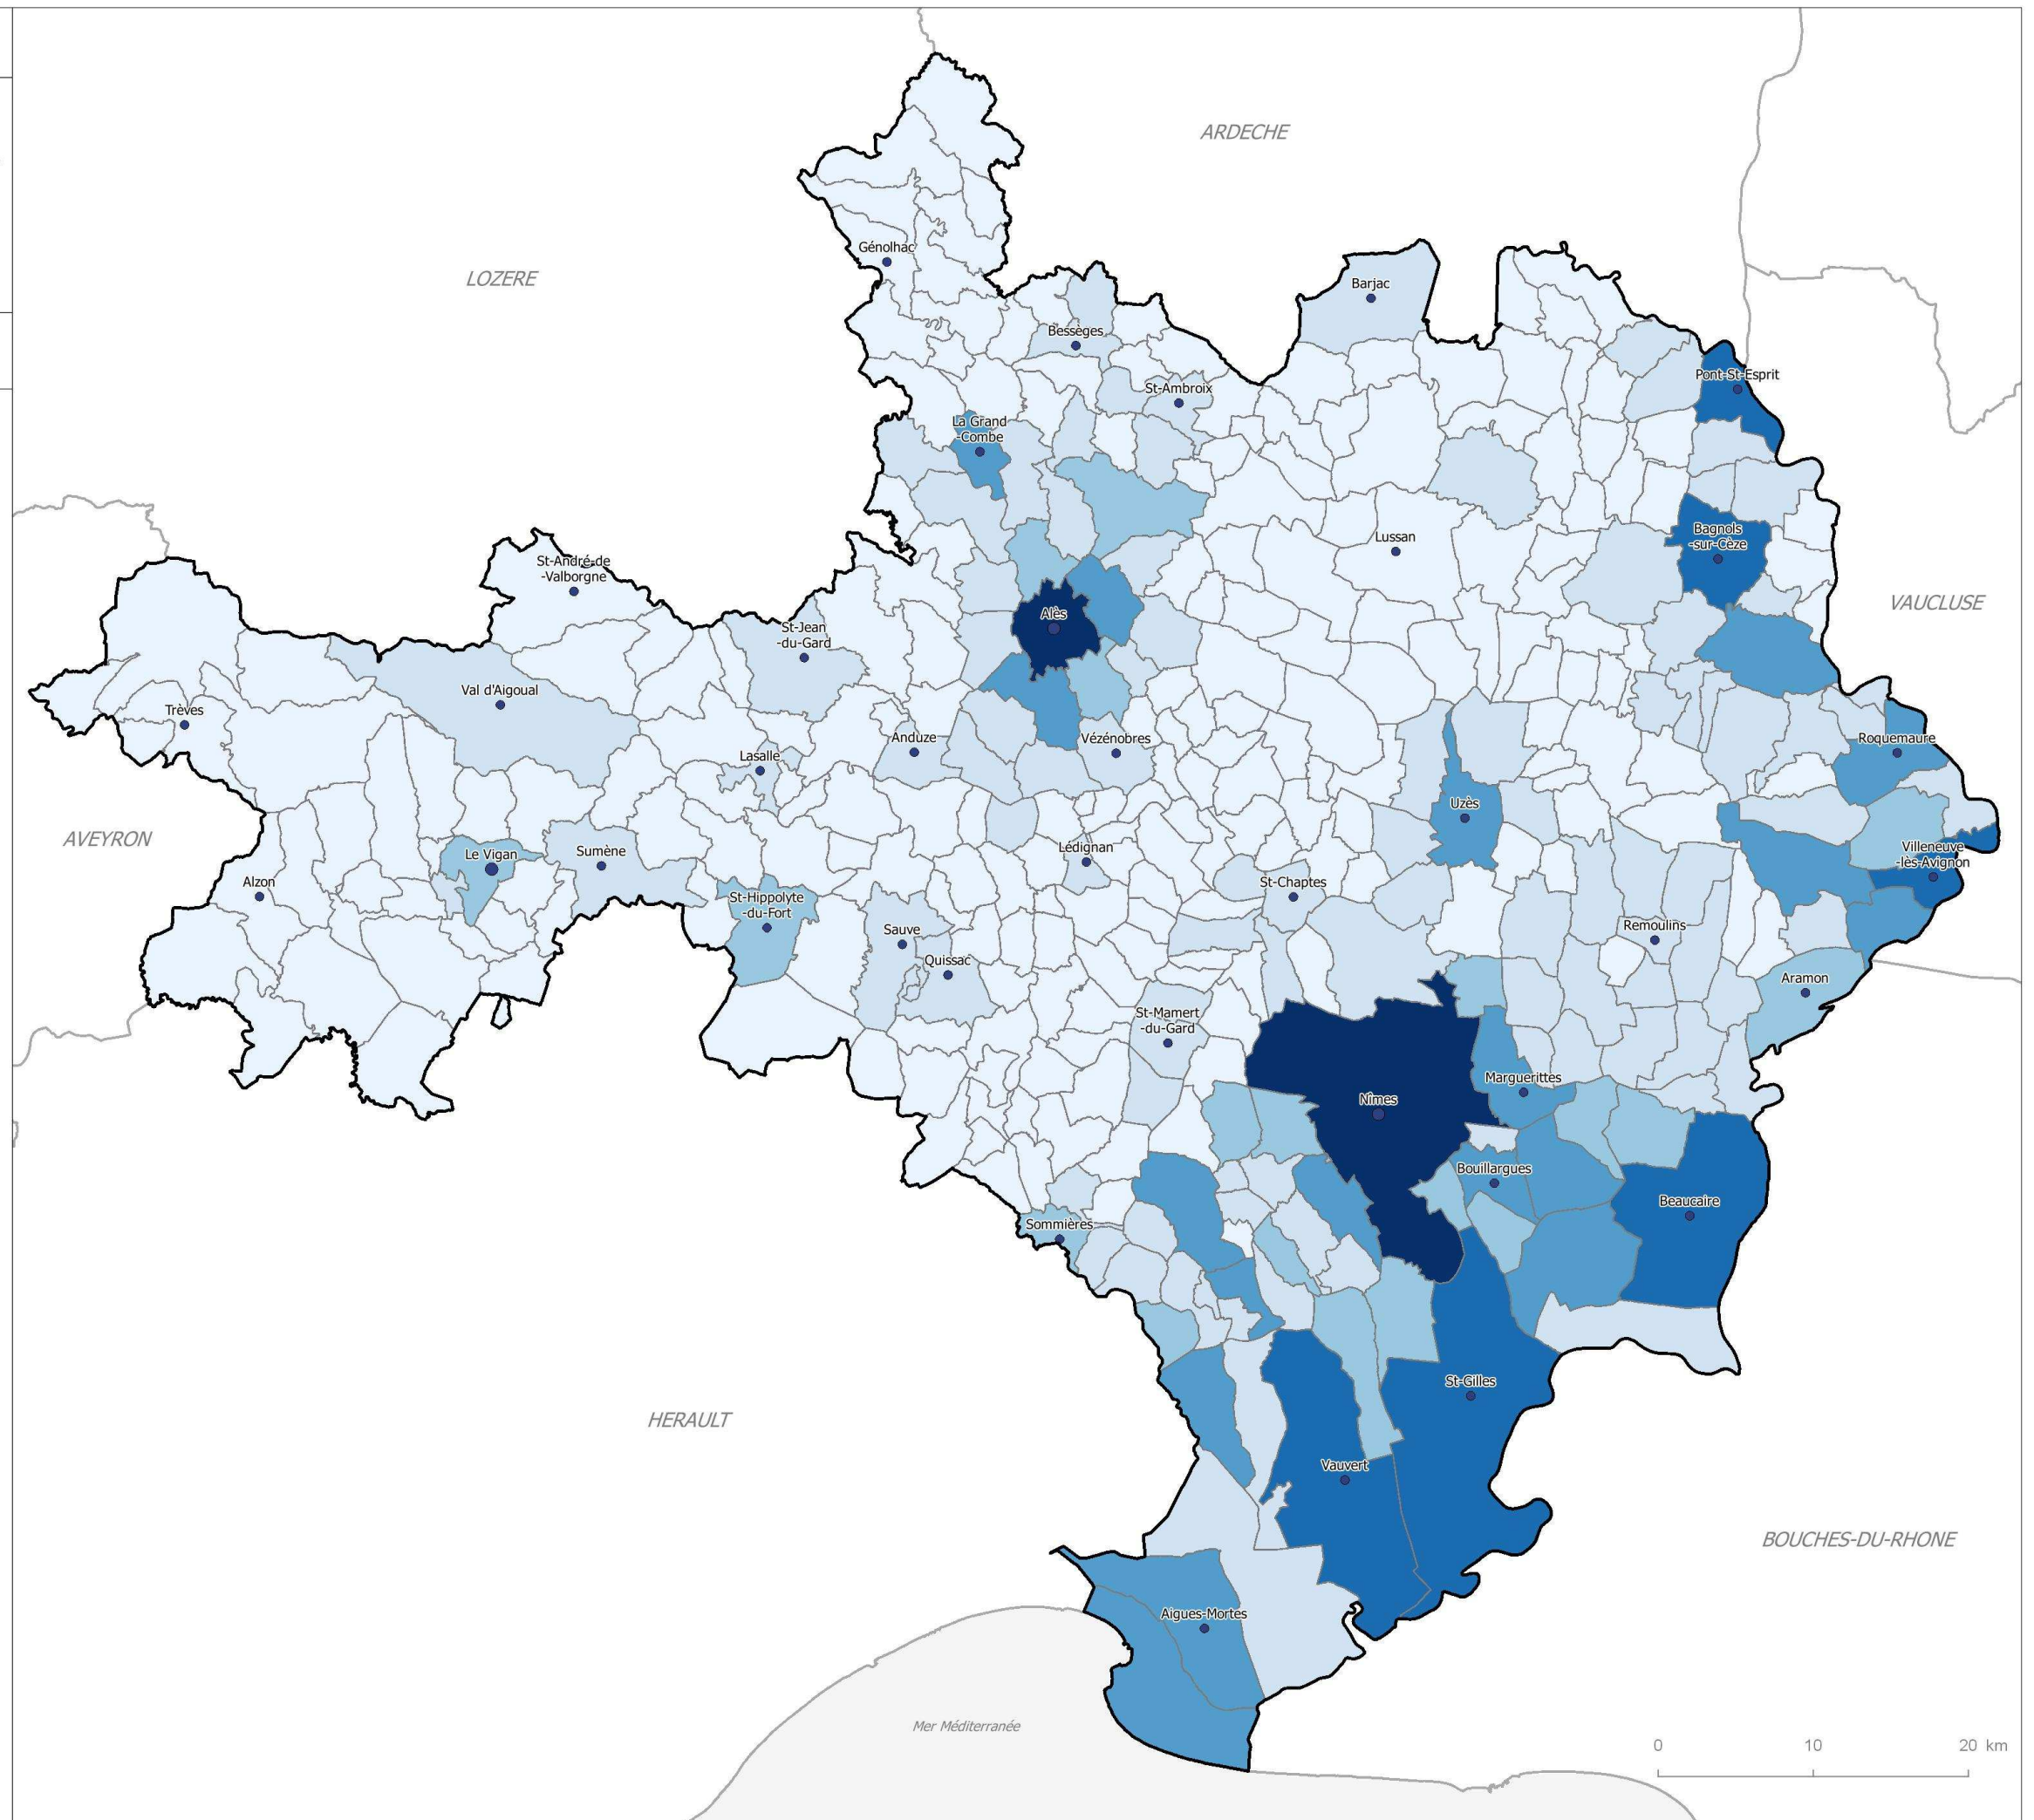 ARDECHE
Génolhac
LOZERE
Barjac
Bessèges
Pont-St-Esprit
St-Ambroix
La Grand
-Combe
Bagnols
-sur-Cèze
Lussan
St-André-de
-Valborgne
VAUCLUSE
Alès
St-Jean
-du-Gard
Val d'Aigoual
Trèves
Anduze
Vézénobres
Roquemaure
Lasalle
Uzès
AVEYRON
Le Vigan
Sumène
Lédignan
Villeneuve
-lès-Avignon
Alzon
St-Chaptes
St-Hippolyte
-du-Fort
Sauve
Remoulins
Quissac
Aramon
St-Mamert
-du-Gard
Marguerittes
Nîmes
Bouillargues
Beaucaire
Sommières
St-Gilles
HERAULT
Vauvert
BOUCHES-DU-RHONE
Aigues-Mortes
Mer Méditerranée
0 10 20 km